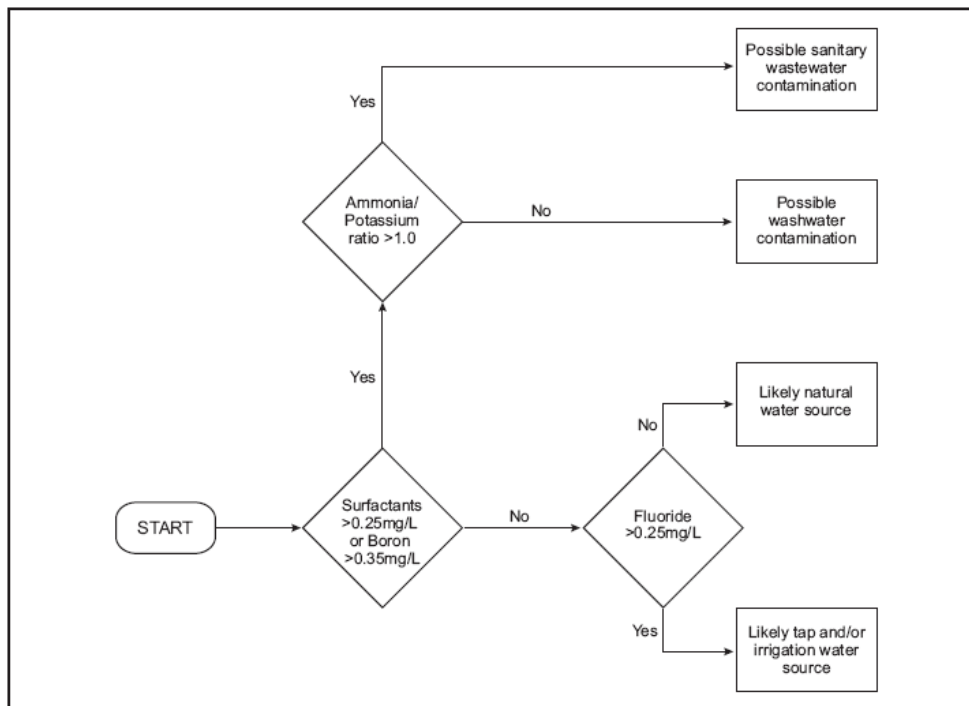 Possible sanitary
wastewater
contamination
Yes
Ammonia/
Potassium
ratio >1.0
No
Possible
washwater
contamination
Yes
Likely natural
water source
No
START
Surfactants
>0.25mg/L
or Boron
>0.35mg/L
No
Fluoride
>0.25mg/L
Yes
Likely tap and/or
irrigation water
source